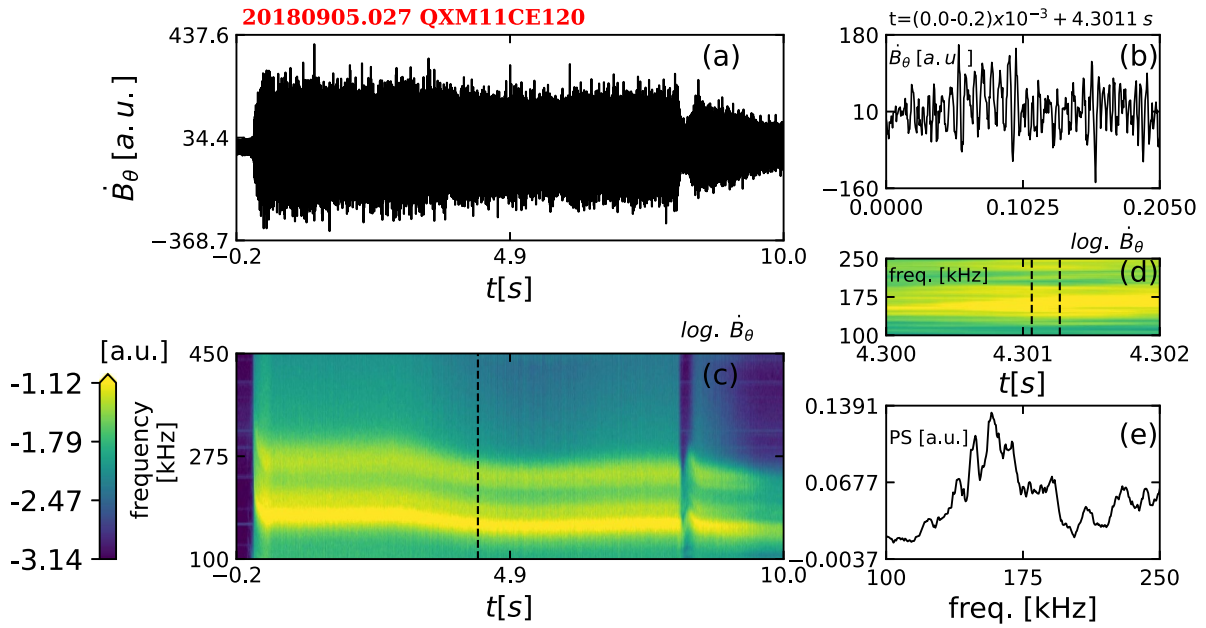 20180905.027 QXM11CE120
437.6
34.4
−368.7
Ḃθ [a.u.]
(a)
−0.2
4.9
10.0
t[s]
t=(0.0-0.2)x10⁻³ + 4.3011 s
180
10
−160
Ḃθ [a.u.]
(b)
0.0000
0.1025
0.2050
log. Ḃθ
250
175
100
freq. [kHz]
(d)
4.300
4.301
4.302
t[s]
log. Ḃθ
[a.u.]
-1.12
-1.79
-2.47
-3.14
frequency
[kHz]
450
275
100
(c)
−0.2
4.9
10.0
t[s]
0.1391
0.0677
-0.0037
PS [a.u.]
(e)
100
175
250
freq. [kHz]